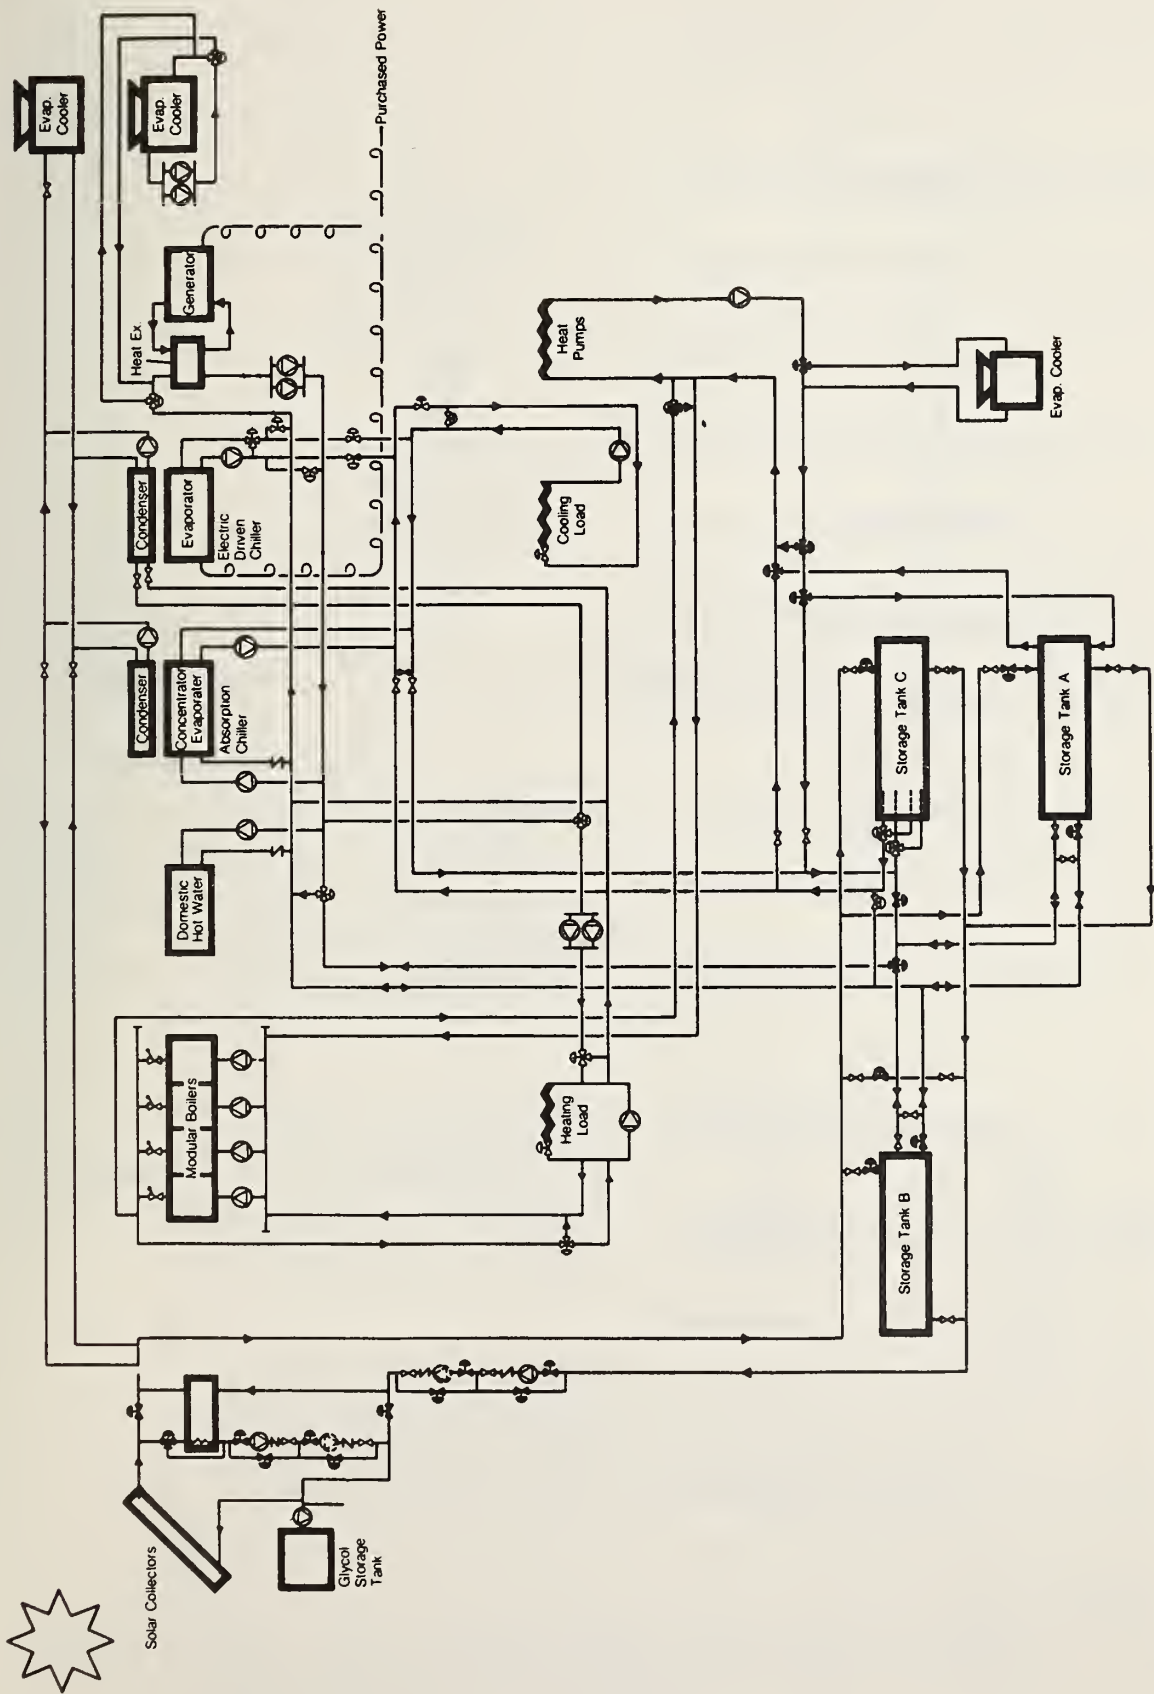 Solar Collectors
Glycol
Storage
Tank
Modular Boilers
Domestic
Hot Water
Condenser
Concentrator
Evaporater
Absorption
Chiller
Condenser
Evaporator
Electric
Driven
Chiller
Heat Ex.
Generator
Evap.
Cooler
Evap.
Cooler
Purchased Power
Heating
Load
Cooling
Load
Heat
Pumps
Storage Tank B
Storage Tank C
Storage Tank A
Evap. Cooler